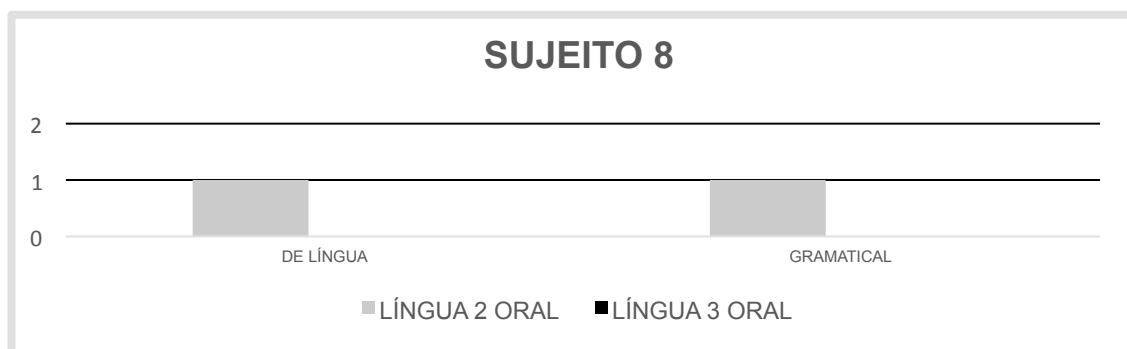 SUJEITO 8
2
1
0
DE LÍNGUA GRAMATICAL
LÍNGUA 2 ORAL LÍNGUA 3 ORAL